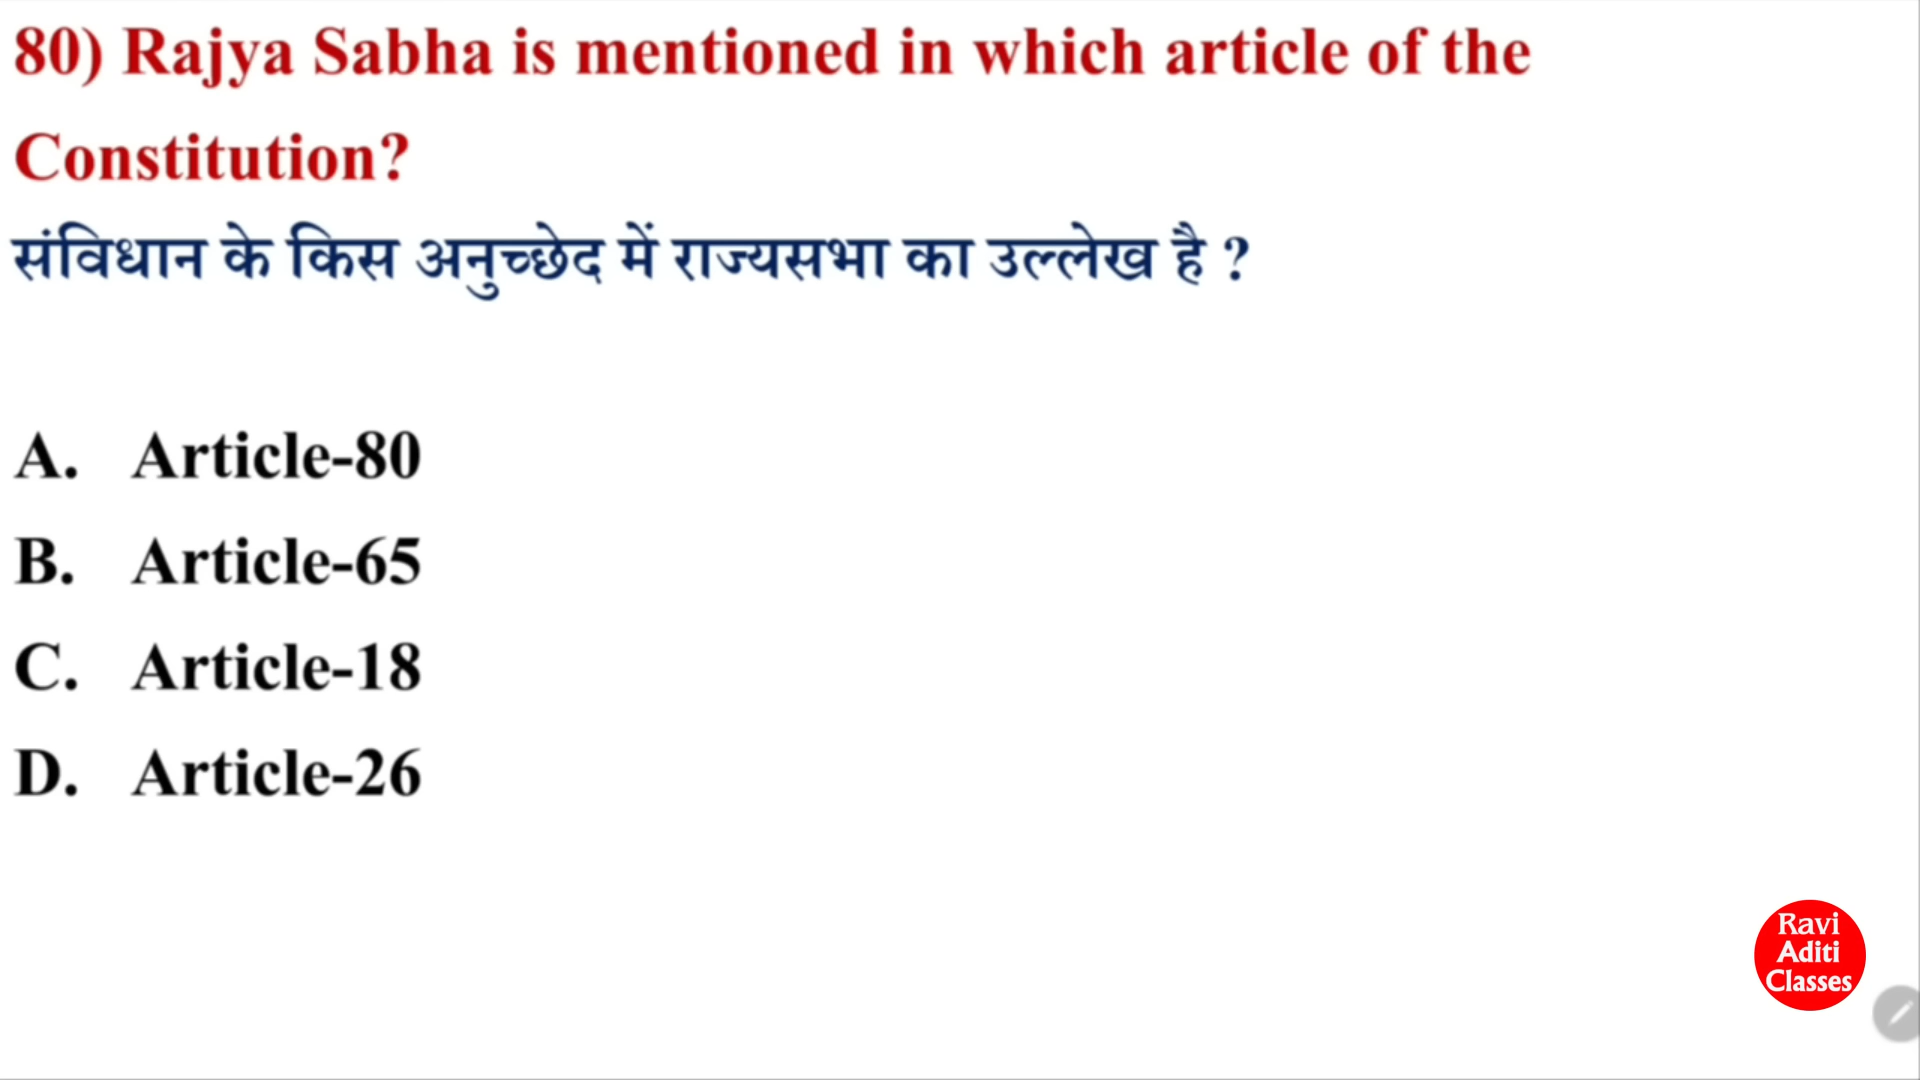 80) Rajya Sabha is mentioned in which article of the
Constitution?
संविधान के किस अनुच्छेद में राज्यसभा का उल्लेख है ?
A. Article-80
B. Article-65
C. Article-18
D. Article-26
Ravi
Aditi
Classes